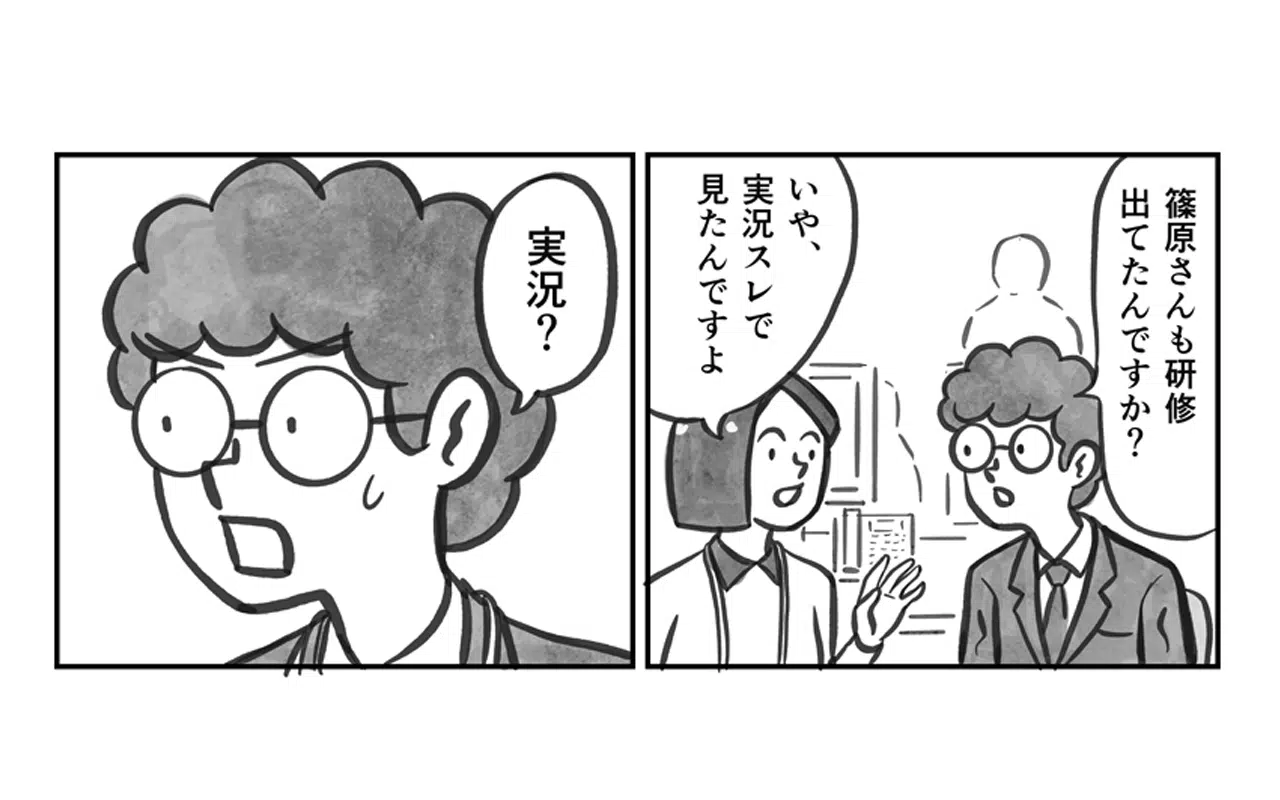 篠原さんも研修
出てたんですか？
いや、
実況スレで
見たんですよ
実況？